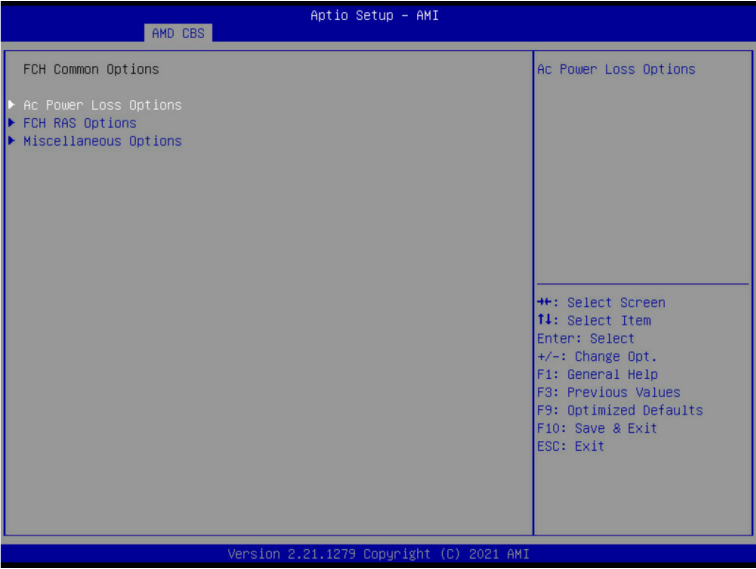 Aptio Setup - AMI
AMD CBS
FCH Common Options
Ac Power Loss Options
FCH RAS Options
Miscellaneous Options
Ac Power Loss Options
→←: Select Screen
↑↓: Select Item
Enter: Select
+/-: Change Opt.
F1: General Help
F3: Previous Values
F9: Optimized Defaults
F10: Save & Exit
ESC: Exit
Version 2.21.1279 Copyright (C) 2021 AMI